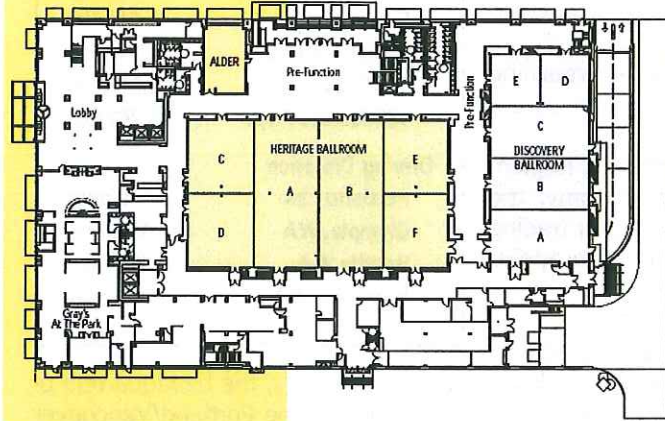 ALDER
Pre-Function
E
D
Lobby
Pre-Function
C
HERITAGE BALLROOM
C
E
DISCOVERY
BALLROOM
A
B
B
D
F
A
Gray's
At The Park